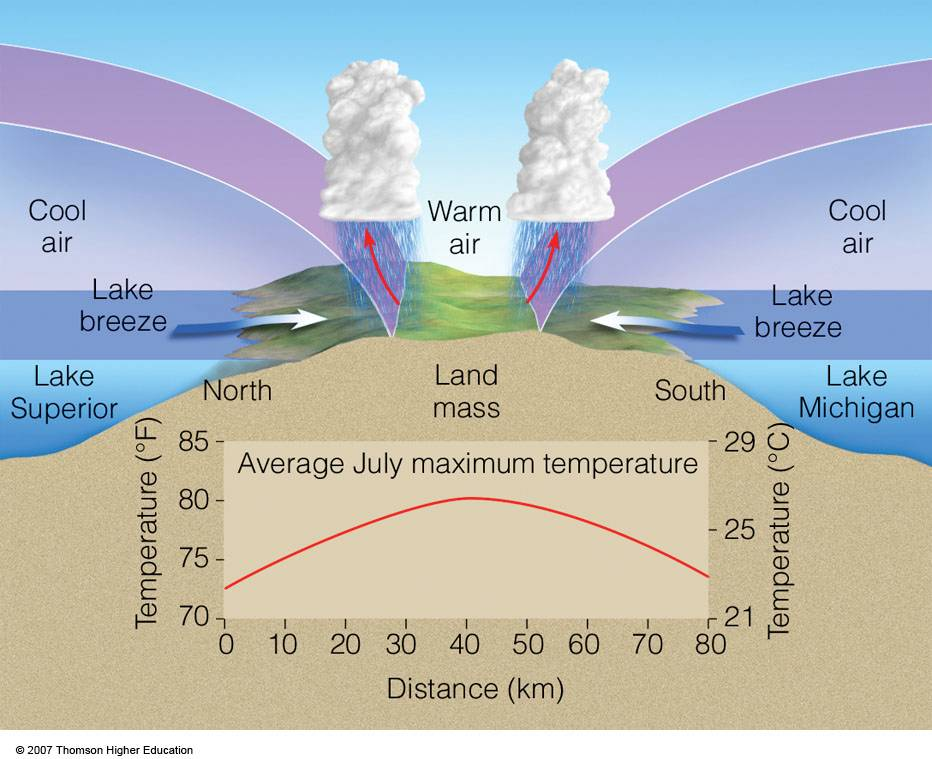 Cool
air
Warm
air
Cool
air
Lake
breeze
Lake
breeze
Lake
Superior
North
Land
mass
South
Lake
Michigan
Average July maximum temperature
Temperature (°F)
85
80
75
70
29
25
21
Temperature (°C)
0 10 20 30 40 50 60 70 80
Distance (km)
© 2007 Thomson Higher Education